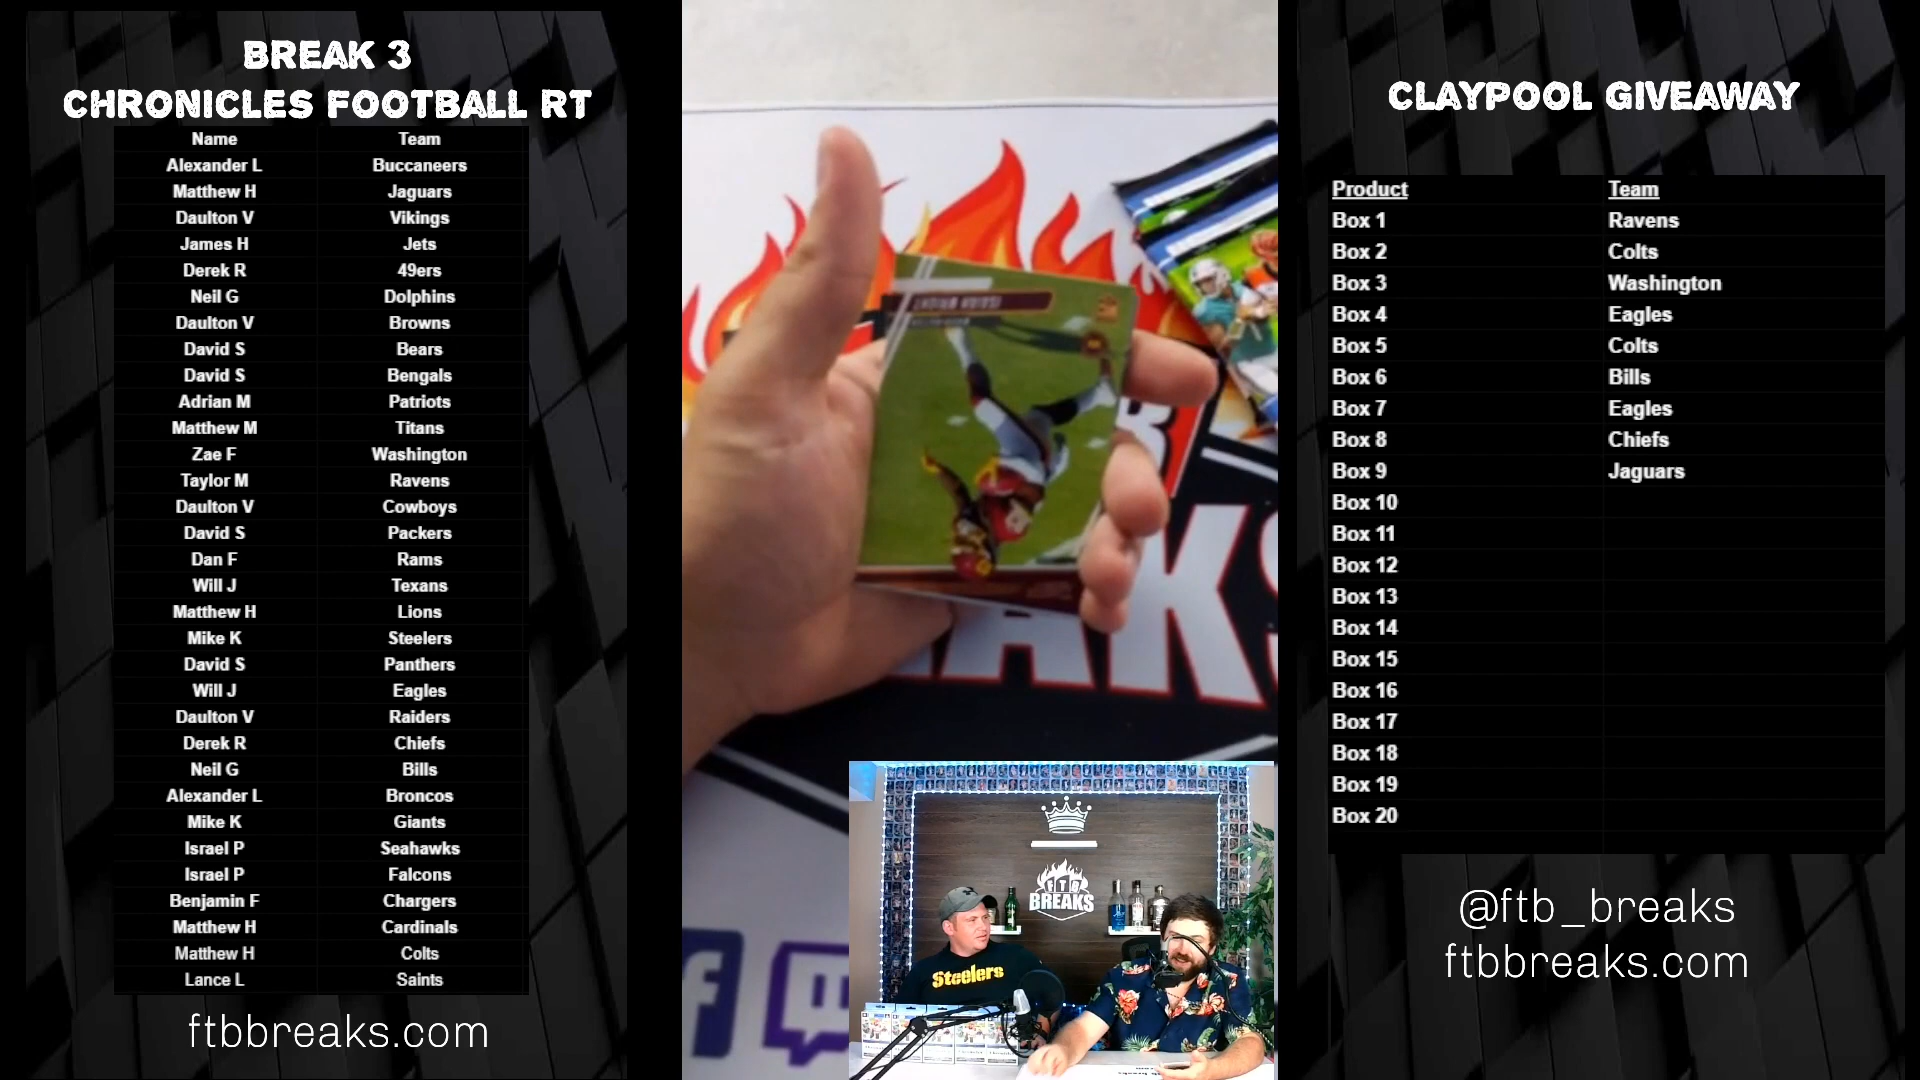 BREAK 3
CHRONICLES FOOTBALL RT
Name Team
Alexander L Buccaneers
Matthew H Jaguars
Daulton V Vikings
James H Jets
Derek R 49ers
Neil G Dolphins
Daulton V Browns
David S Bears
David S Bengals
Adrian M Patriots
Matthew M Titans
Zae F Washington
Taylor M Ravens
Daulton V Cowboys
David S Packers
Dan F Rams
Will J Texans
Matthew H Lions
Mike K Steelers
David S Panthers
Will J Eagles
Daulton V Raiders
Derek R Chiefs
Neil G Bills
Alexander L Broncos
Mike K Giants
Israel P Seahawks
Israel P Falcons
Benjamin F Chargers
Matthew H Cardinals
Matthew H Colts
Lance L Saints
ftbbreaks.com
FTB
BREAKS
Steelers
CLAYPOOL GIVEAWAY
Product Team
Box 1 Ravens
Box 2 Colts
Box 3 Washington
Box 4 Eagles
Box 5 Colts
Box 6 Bills
Box 7 Eagles
Box 8 Chiefs
Box 9 Jaguars
Box 10
Box 11
Box 12
Box 13
Box 14
Box 15
Box 16
Box 17
Box 18
Box 19
Box 20
@ftb_breaks
ftbbreaks.com